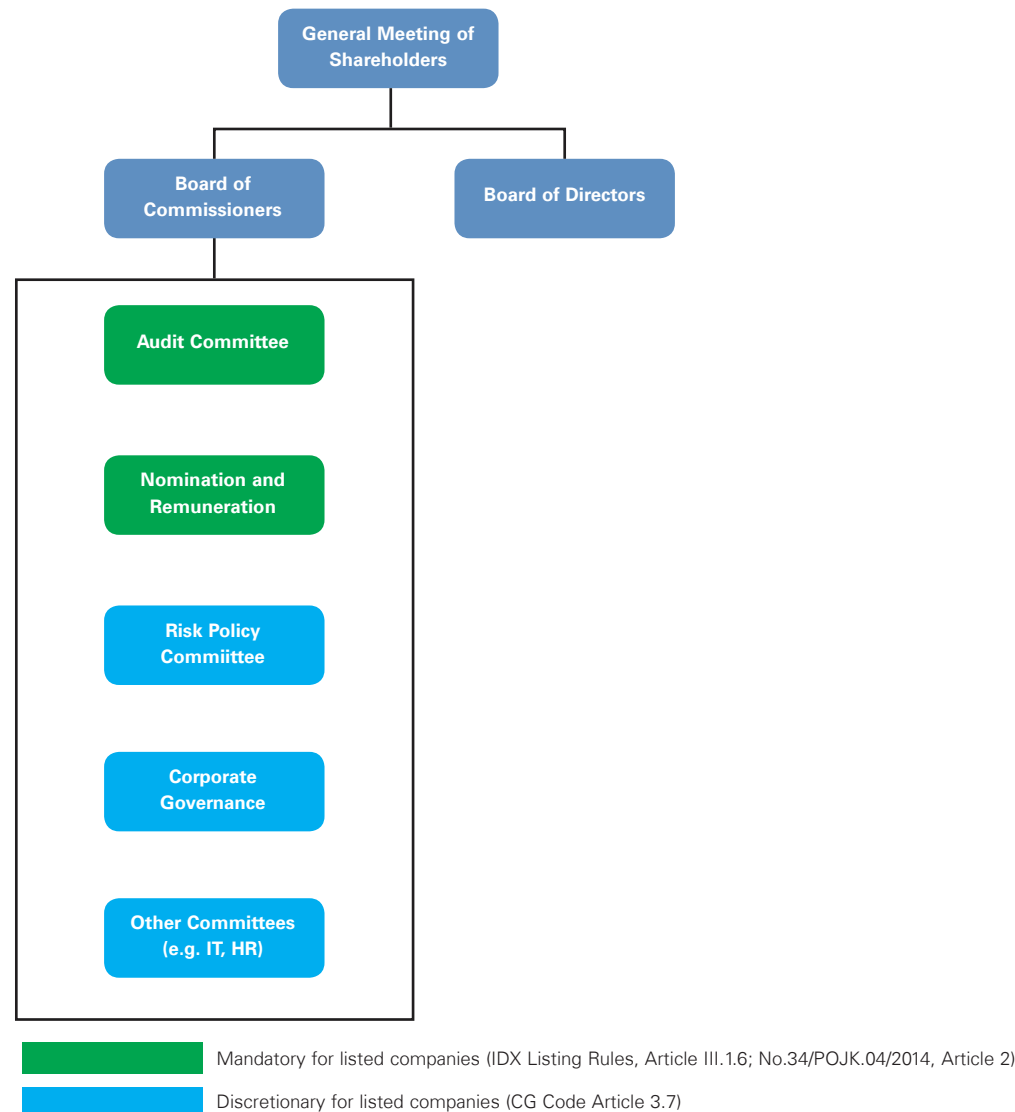 General Meeting of
Shareholders
Board of
Commissioners
Board of Directors
Audit Committee
Nomination and
Remuneration
Risk Policy
Commiittee
Corporate
Governance
Other Committees
(e.g. IT, HR)
Mandatory for listed companies (IDX Listing Rules, Article III.1.6; No.34/POJK.04/2014, Article 2)
Discretionary for listed companies (CG Code Article 3.7)